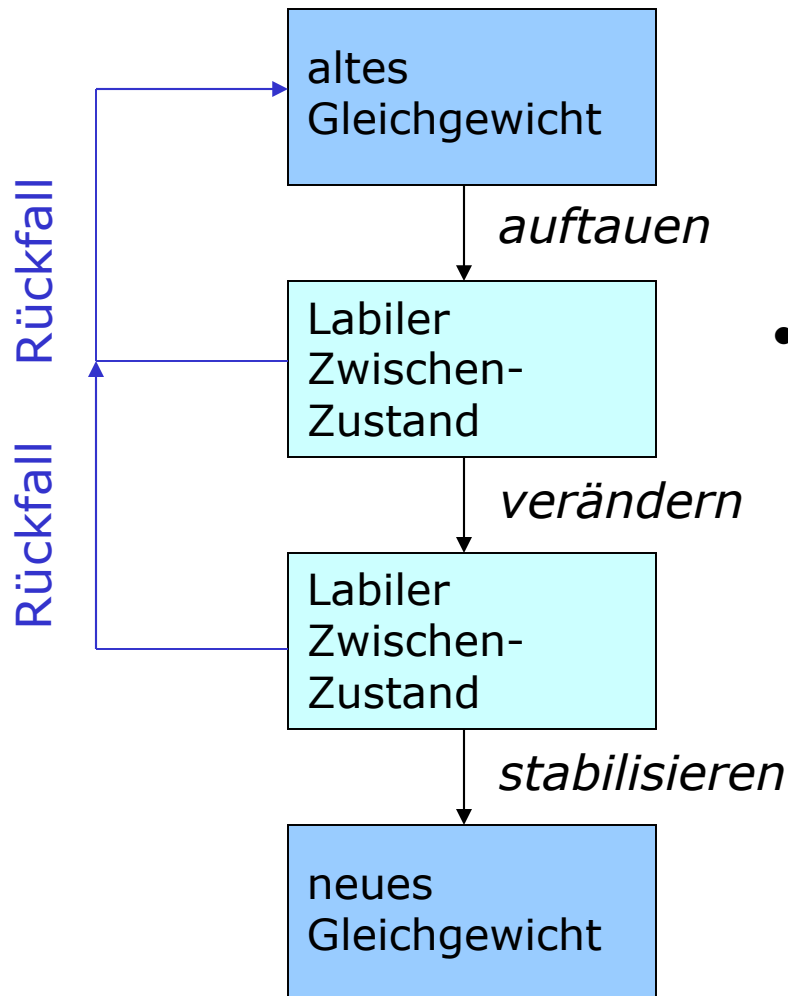 altes
Gleichgewicht
auftauen
Rückfall
Labiler
Zwischen-
Zustand
•
verändern
Rückfall
Labiler
Zwischen-
Zustand
stabilisieren
neues
Gleichgewicht